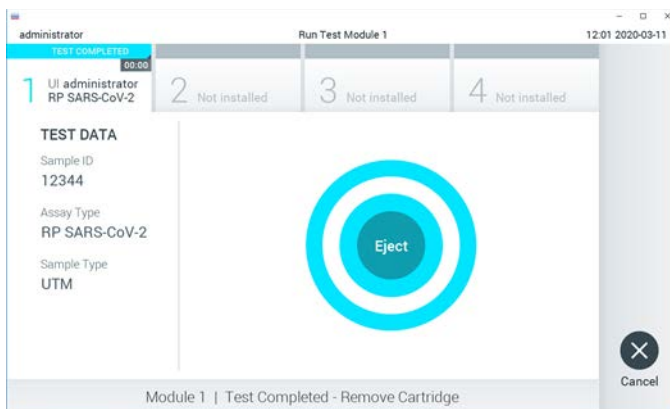 administrator Run Test Module 1 12:01 2020-03-11
TEST COMPLETED
00:00
1 UI administrator
RP SARS-CoV-2
2 Not installed
3 Not installed
4 Not installed
TEST DATA
Sample ID
12344
Assay Type
RP SARS-CoV-2
Sample Type
UTM
Eject
Cancel
Module 1 | Test Completed - Remove Cartridge